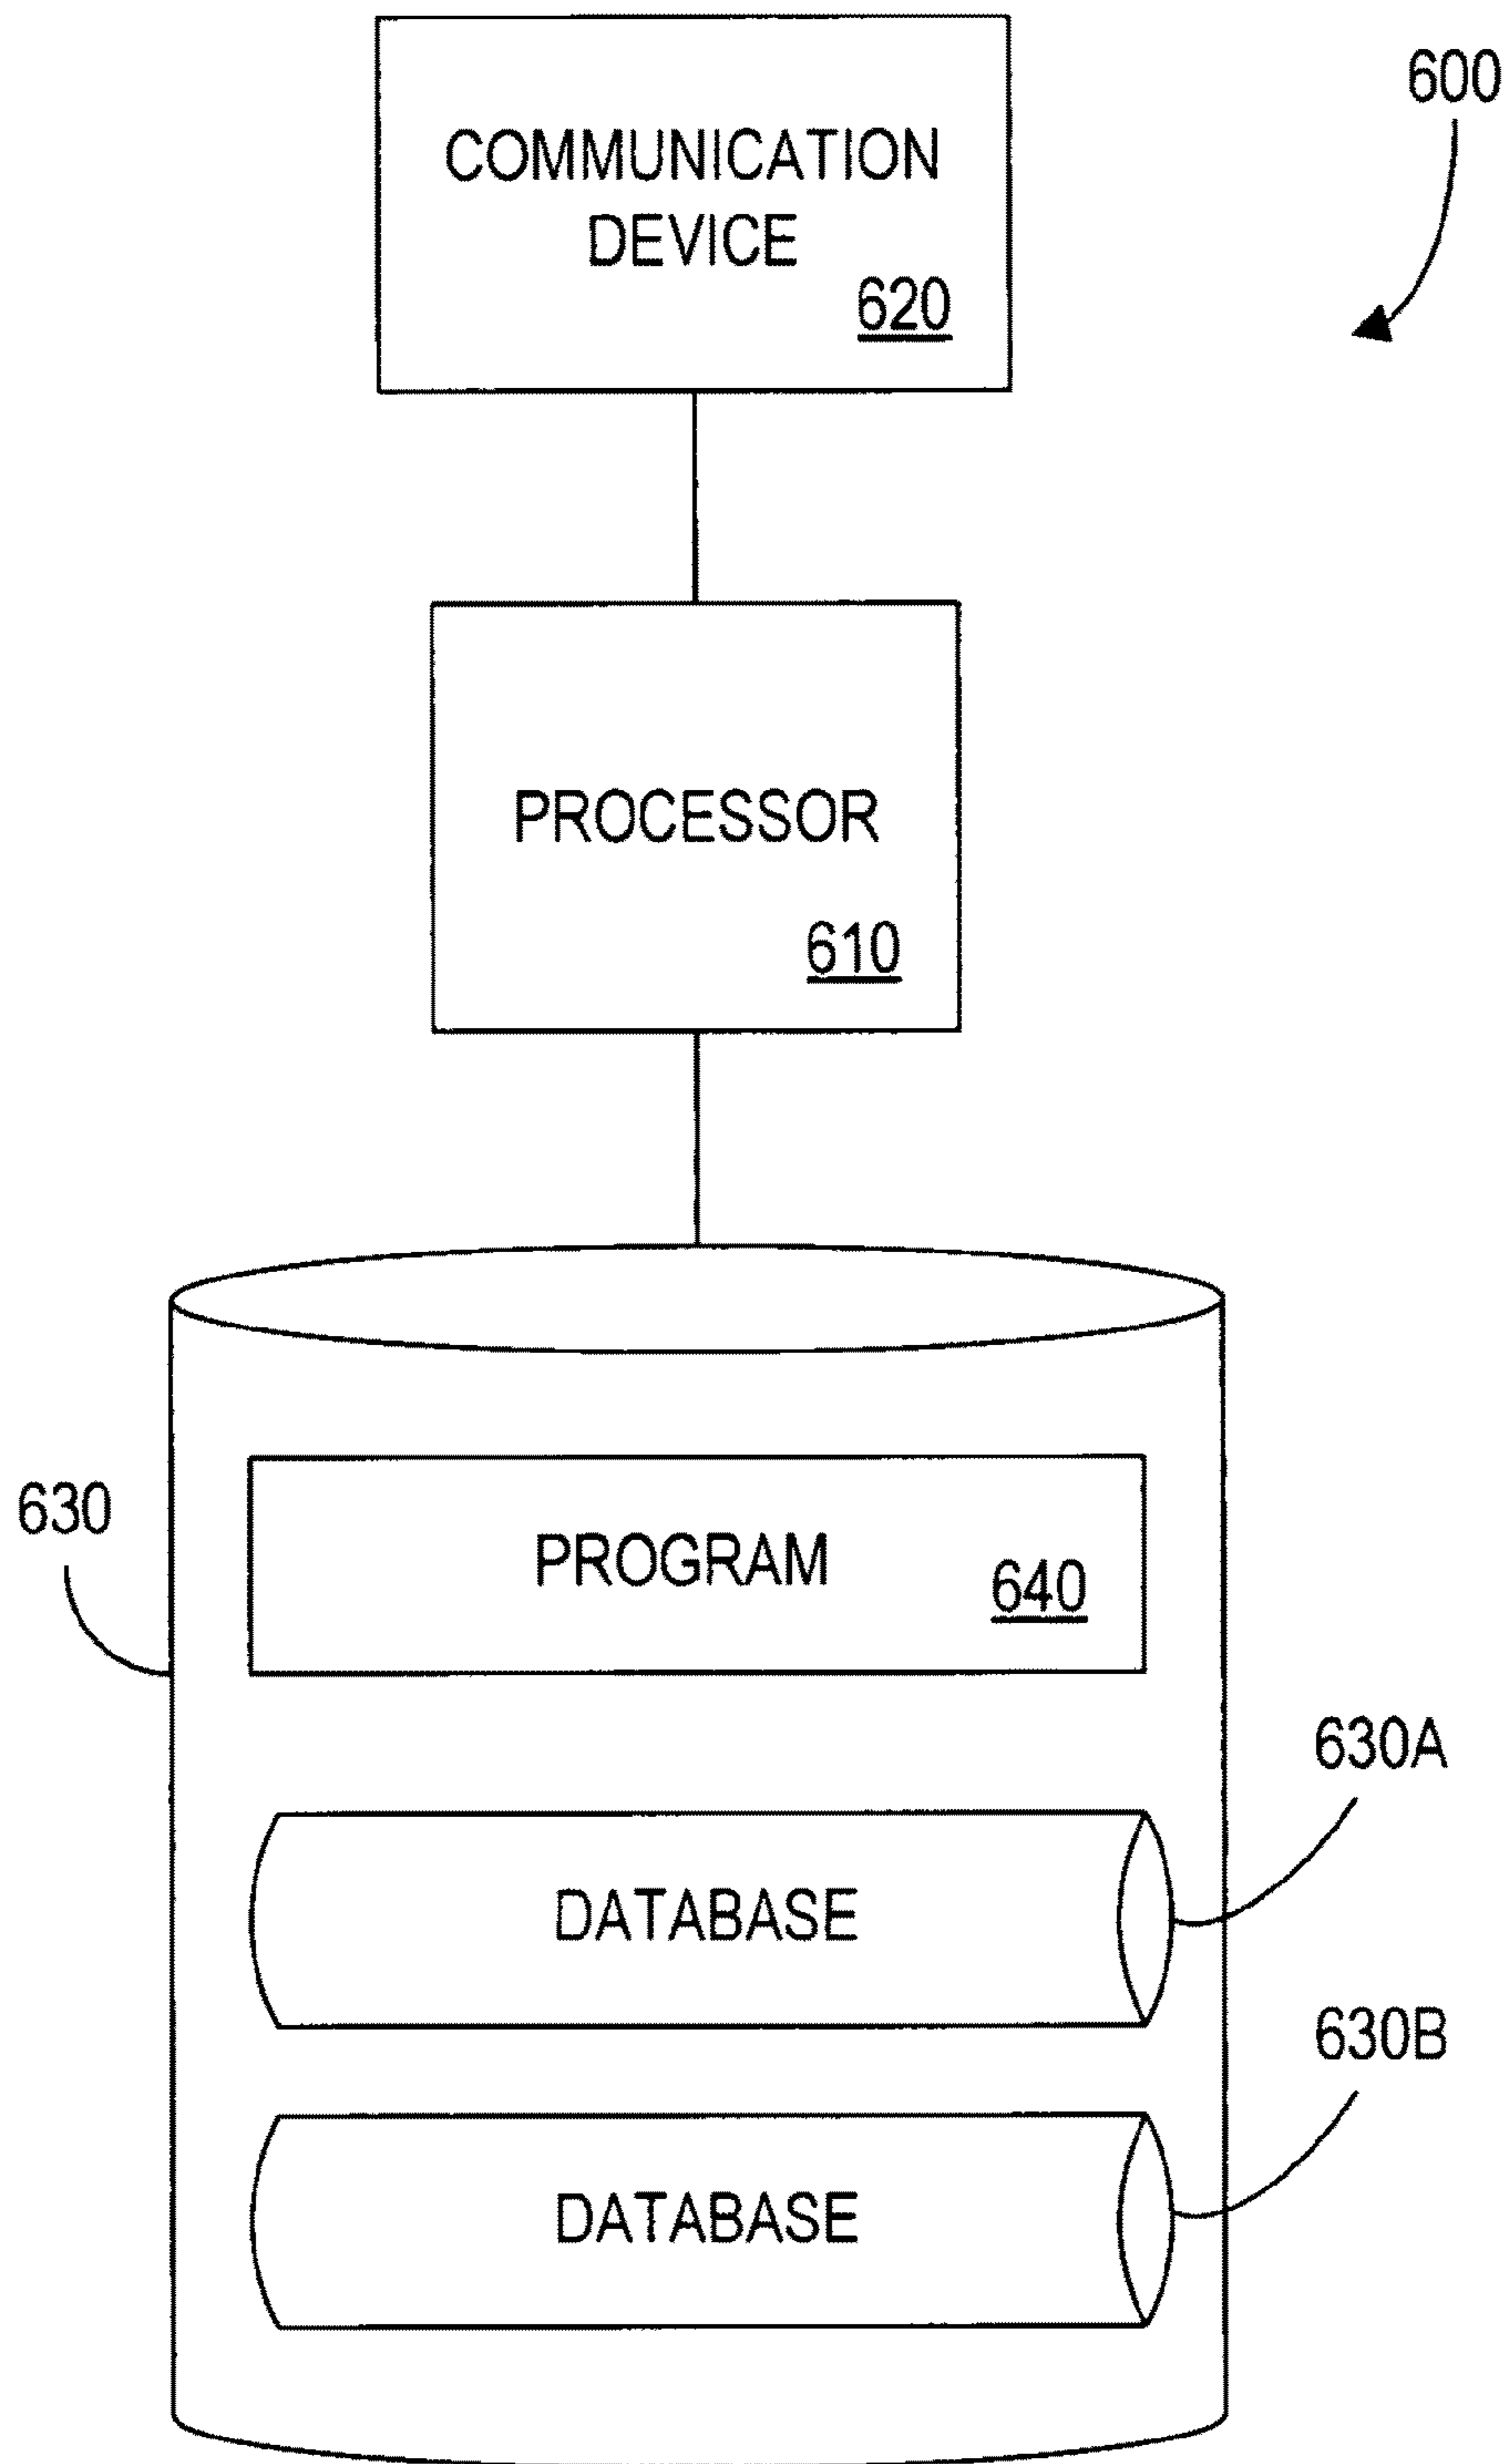 600
COMMUNICATION
DEVICE
620
PROCESSOR
610
630
PROGRAM
640
630A
DATABASE
630B
DATABASE